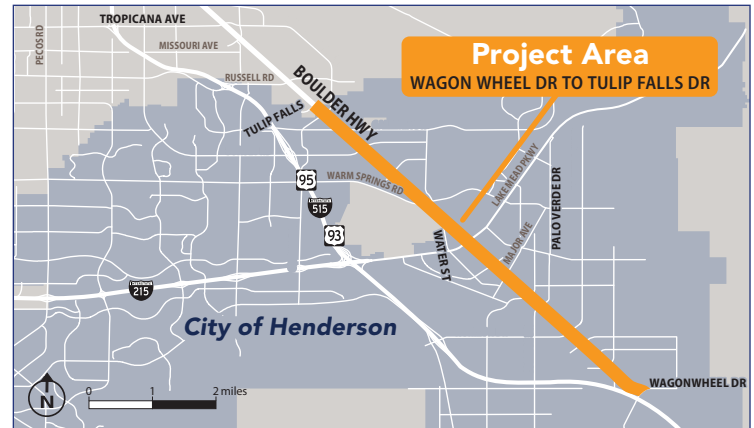 TROPICANA AVE
PECOS RD
MISSOURI AVE
RUSSELL RD
BOULDER HWY
TULIP FALLS
Project Area
WAGON WHEEL DR TO TULIP FALLS DR
95
WARM SPRINGS RD
LAKE MEAD PKWY
PALO VERDE DR
INTERSTATE
515
93
WATER ST
MAJOR AVE
INTERSTATE
215
City of Henderson
WAGONWHEEL DR
N
0 1 2 miles